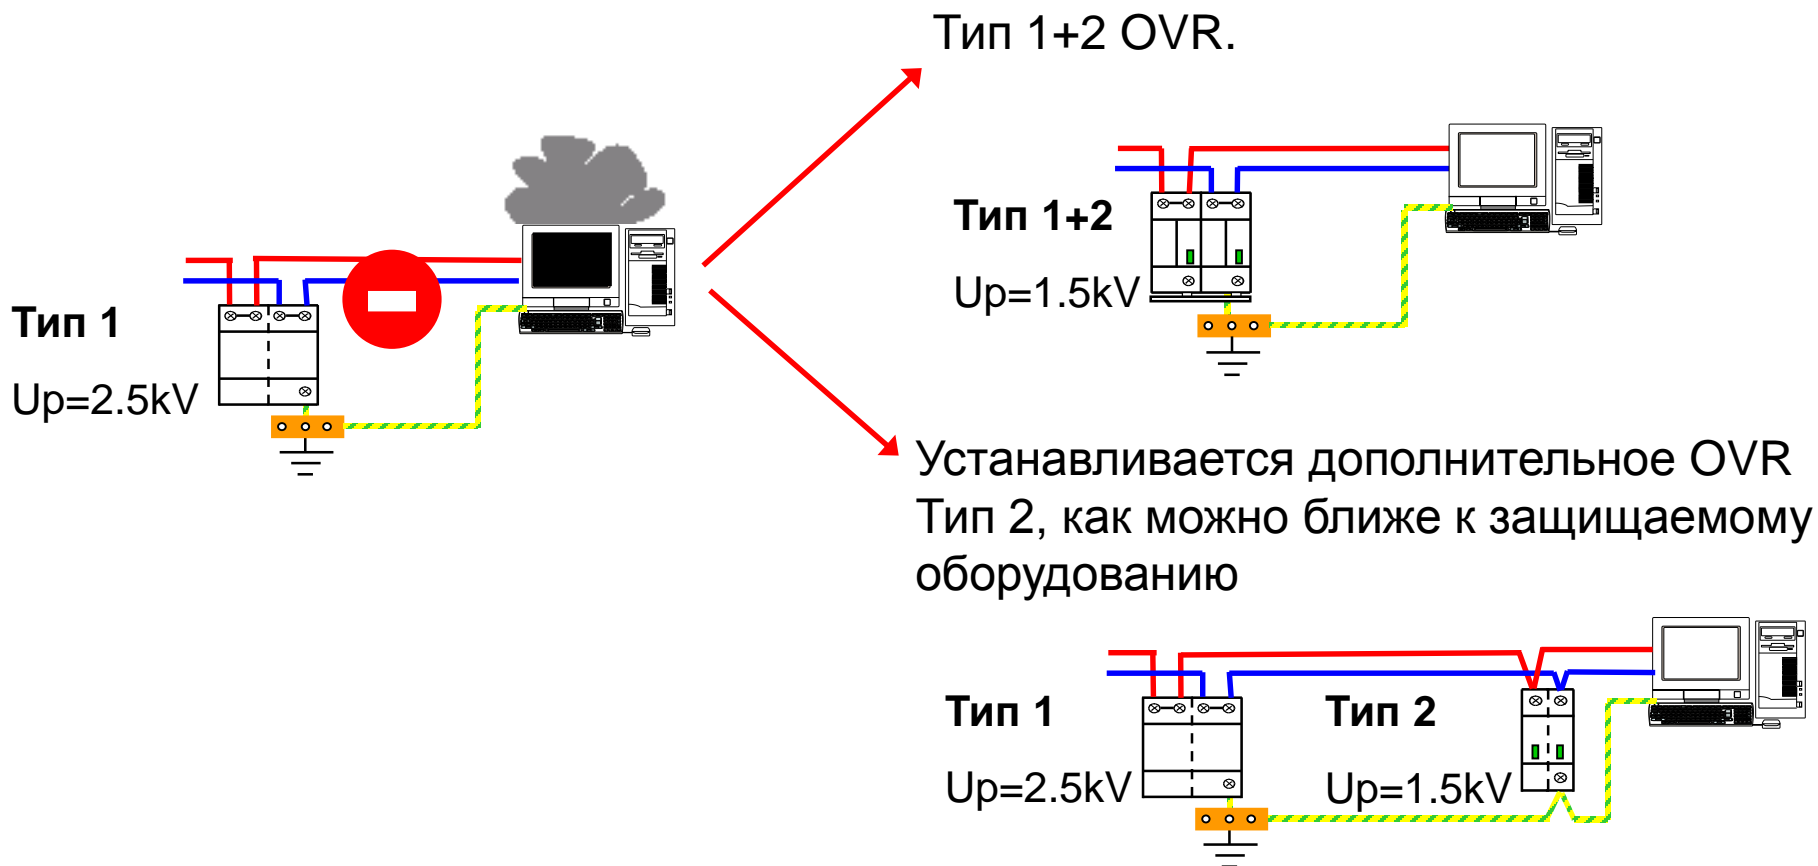 Тип 1+2 OVR.
Тип 1
Up=2.5kV
Тип 1+2
Up=1.5kV
Устанавливается дополнительное OVR
Тип 2, как можно ближе к защищаемому
оборудованию
Тип 1
Up=2.5kV
Тип 2
Up=1.5kV